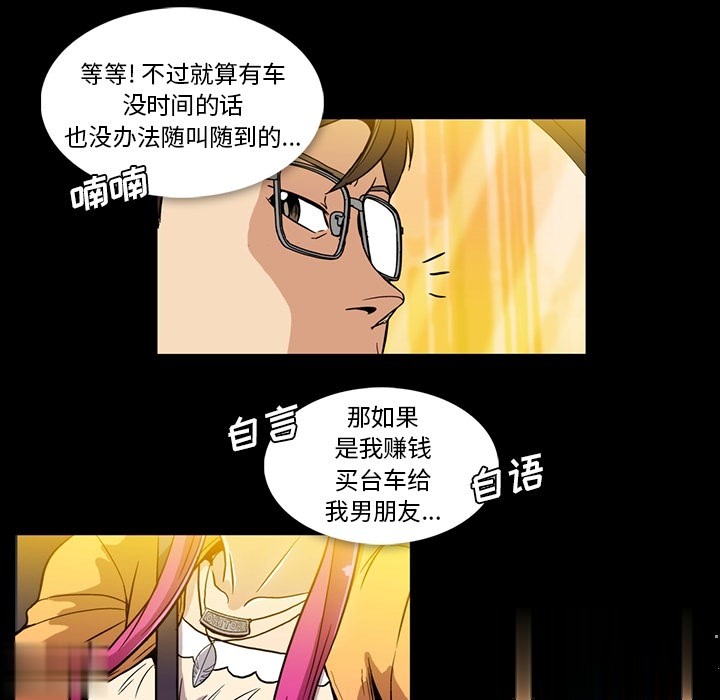 等等! 不过就算有车
没时间的话
也没办法随叫随到的...
喃喃
自言
那如果
是我赚钱
买台车给
我男朋友...
自语